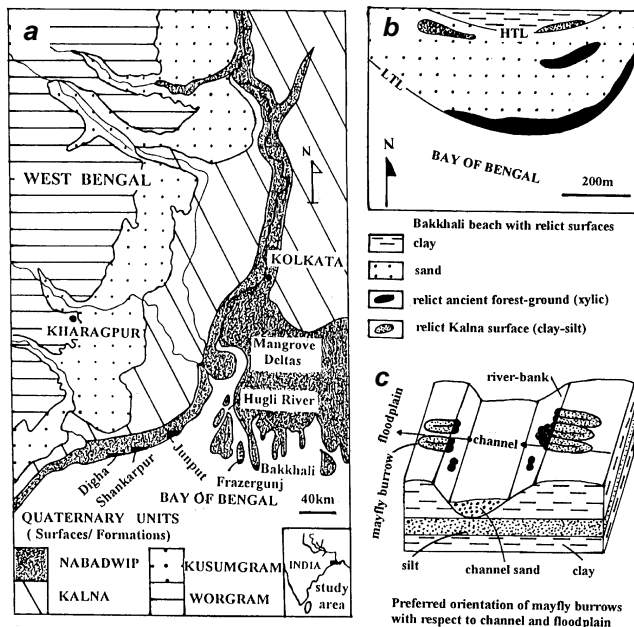 a
WEST BENGAL
N
KOLKATA
KHARAGPUR
Mangrove
Deltas
Hugli River
Digha
Shankarpur
Junput
Frazergunj
Bakkhali
BAY OF BENGAL
40km
QUATERNARY UNITS
( Surfaces/ Formations)
NABADWIP
KUSUMGRAM
KALNA
WORGRAM
INDIA
study
area
b
HTL
LTL
N
BAY OF BENGAL
200m
Bakkhali beach with relict surfaces
clay
sand
relict ancient forest-ground (xylic)
relict Kalna surface (clay-silt)
c
river-bank
floodplain
channel
mayfly burrow
silt
channel sand
clay
Preferred orientation of mayfly burrows
with respect to channel and floodplain